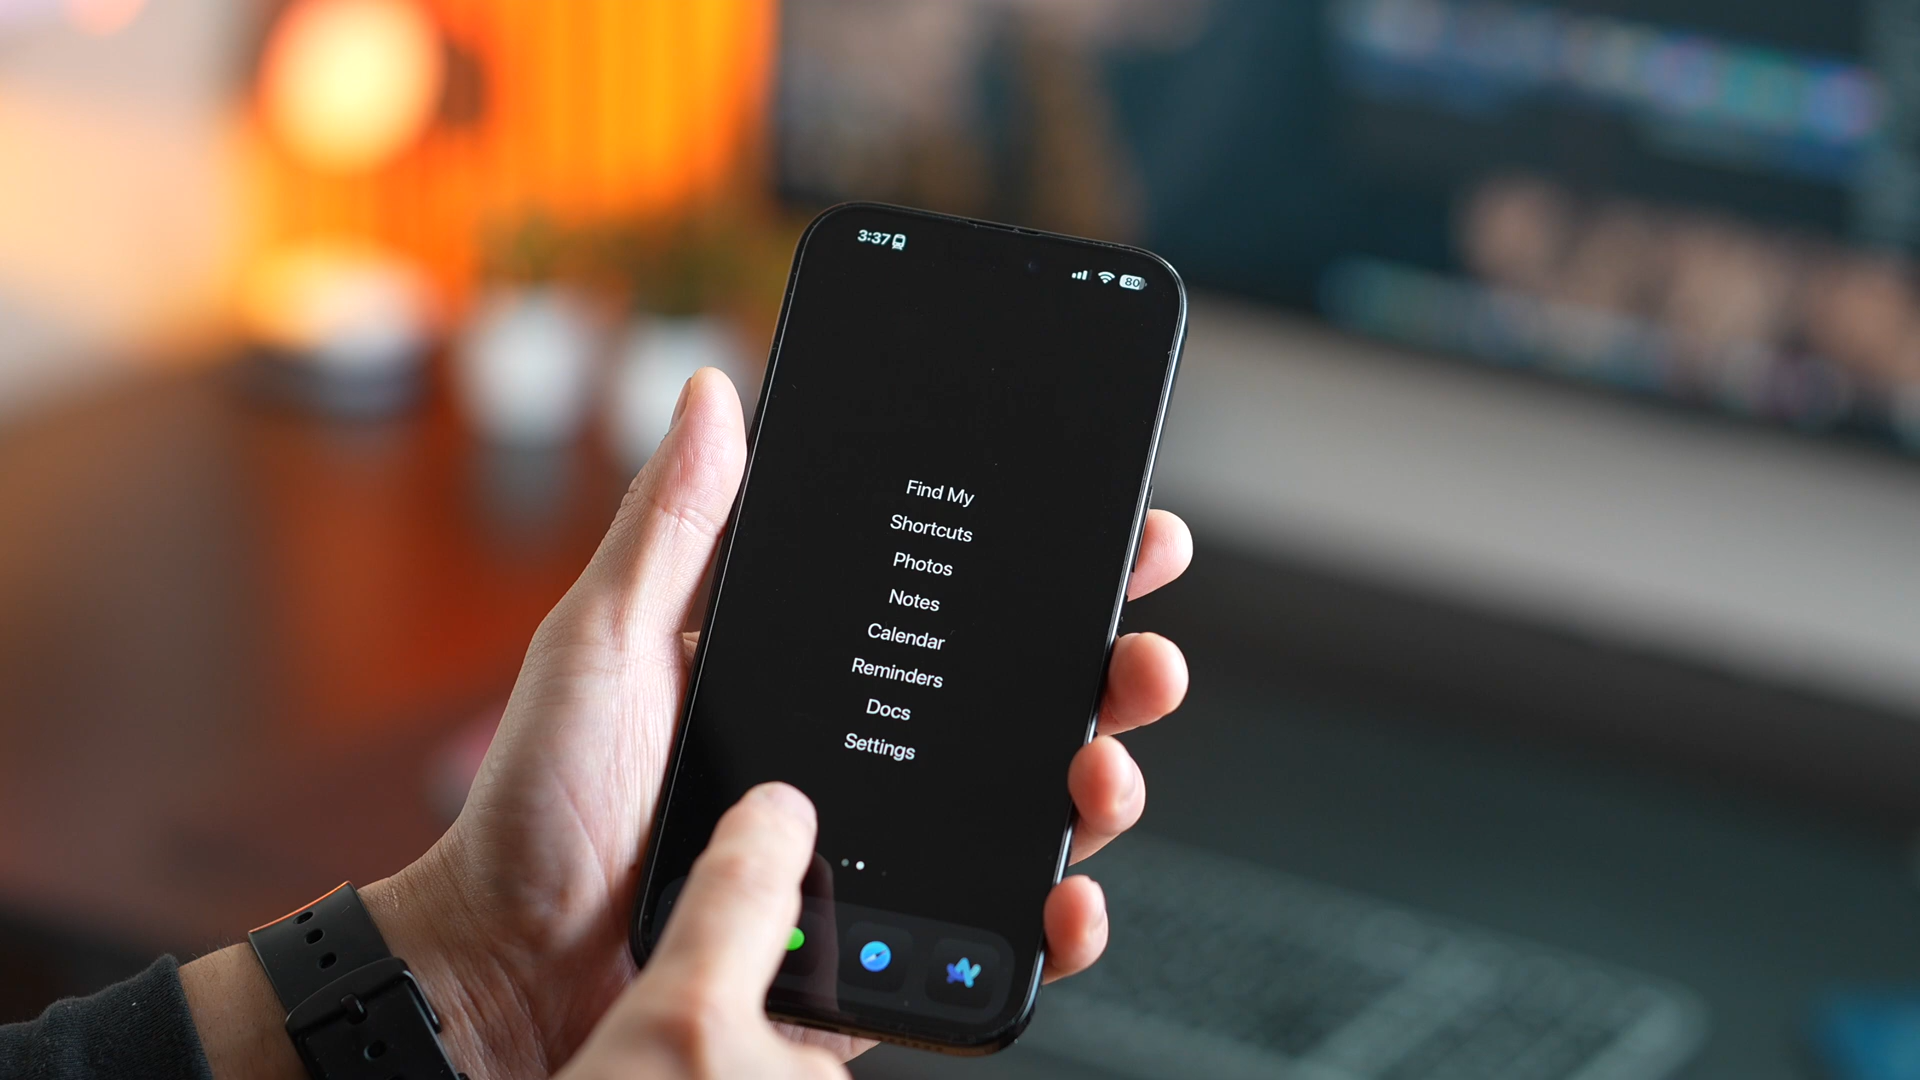 3:37
80
Find My
Shortcuts
Photos
Notes
Calendar
Reminders
Docs
Settings